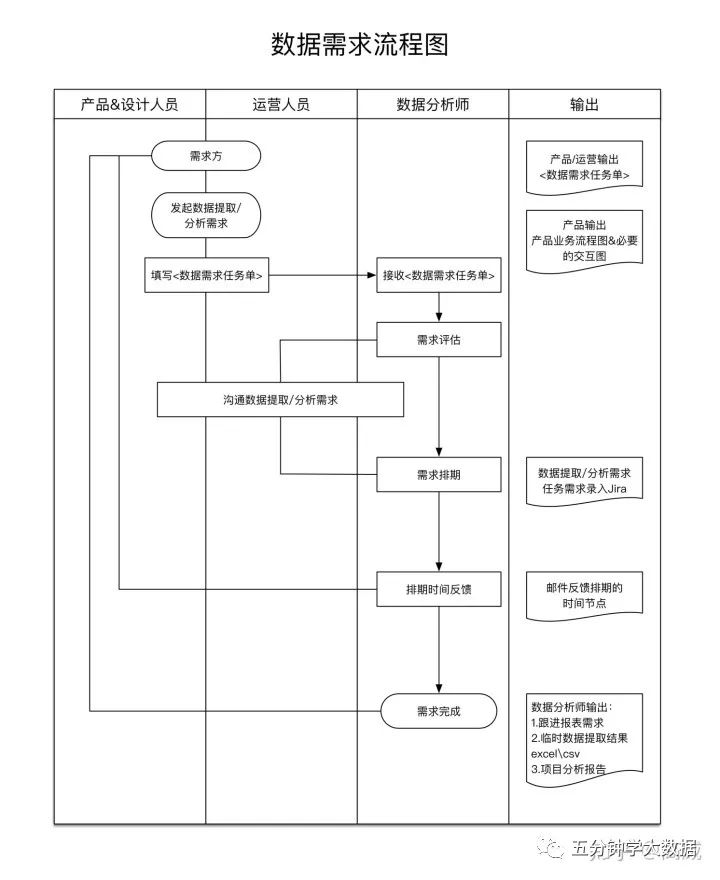 数据需求流程图
产品&设计人员
运营人员
数据分析师
输出
需求方
产品/运营输出
<数据需求任务单>
发起数据提取/
分析需求
产品输出
产品业务流程图&必要
的交互图
填写<数据需求任务单>
接收<数据需求任务单>
需求评估
沟通数据提取/分析需求
需求排期
数据提取/分析需求
任务需求录入Jira
排期时间反馈
邮件反馈排期的
时间节点
需求完成
数据分析师输出：
1.跟进报表需求
2.临时数据提取结果
excel\csv
3.项目分析报告
五分钟学大数据